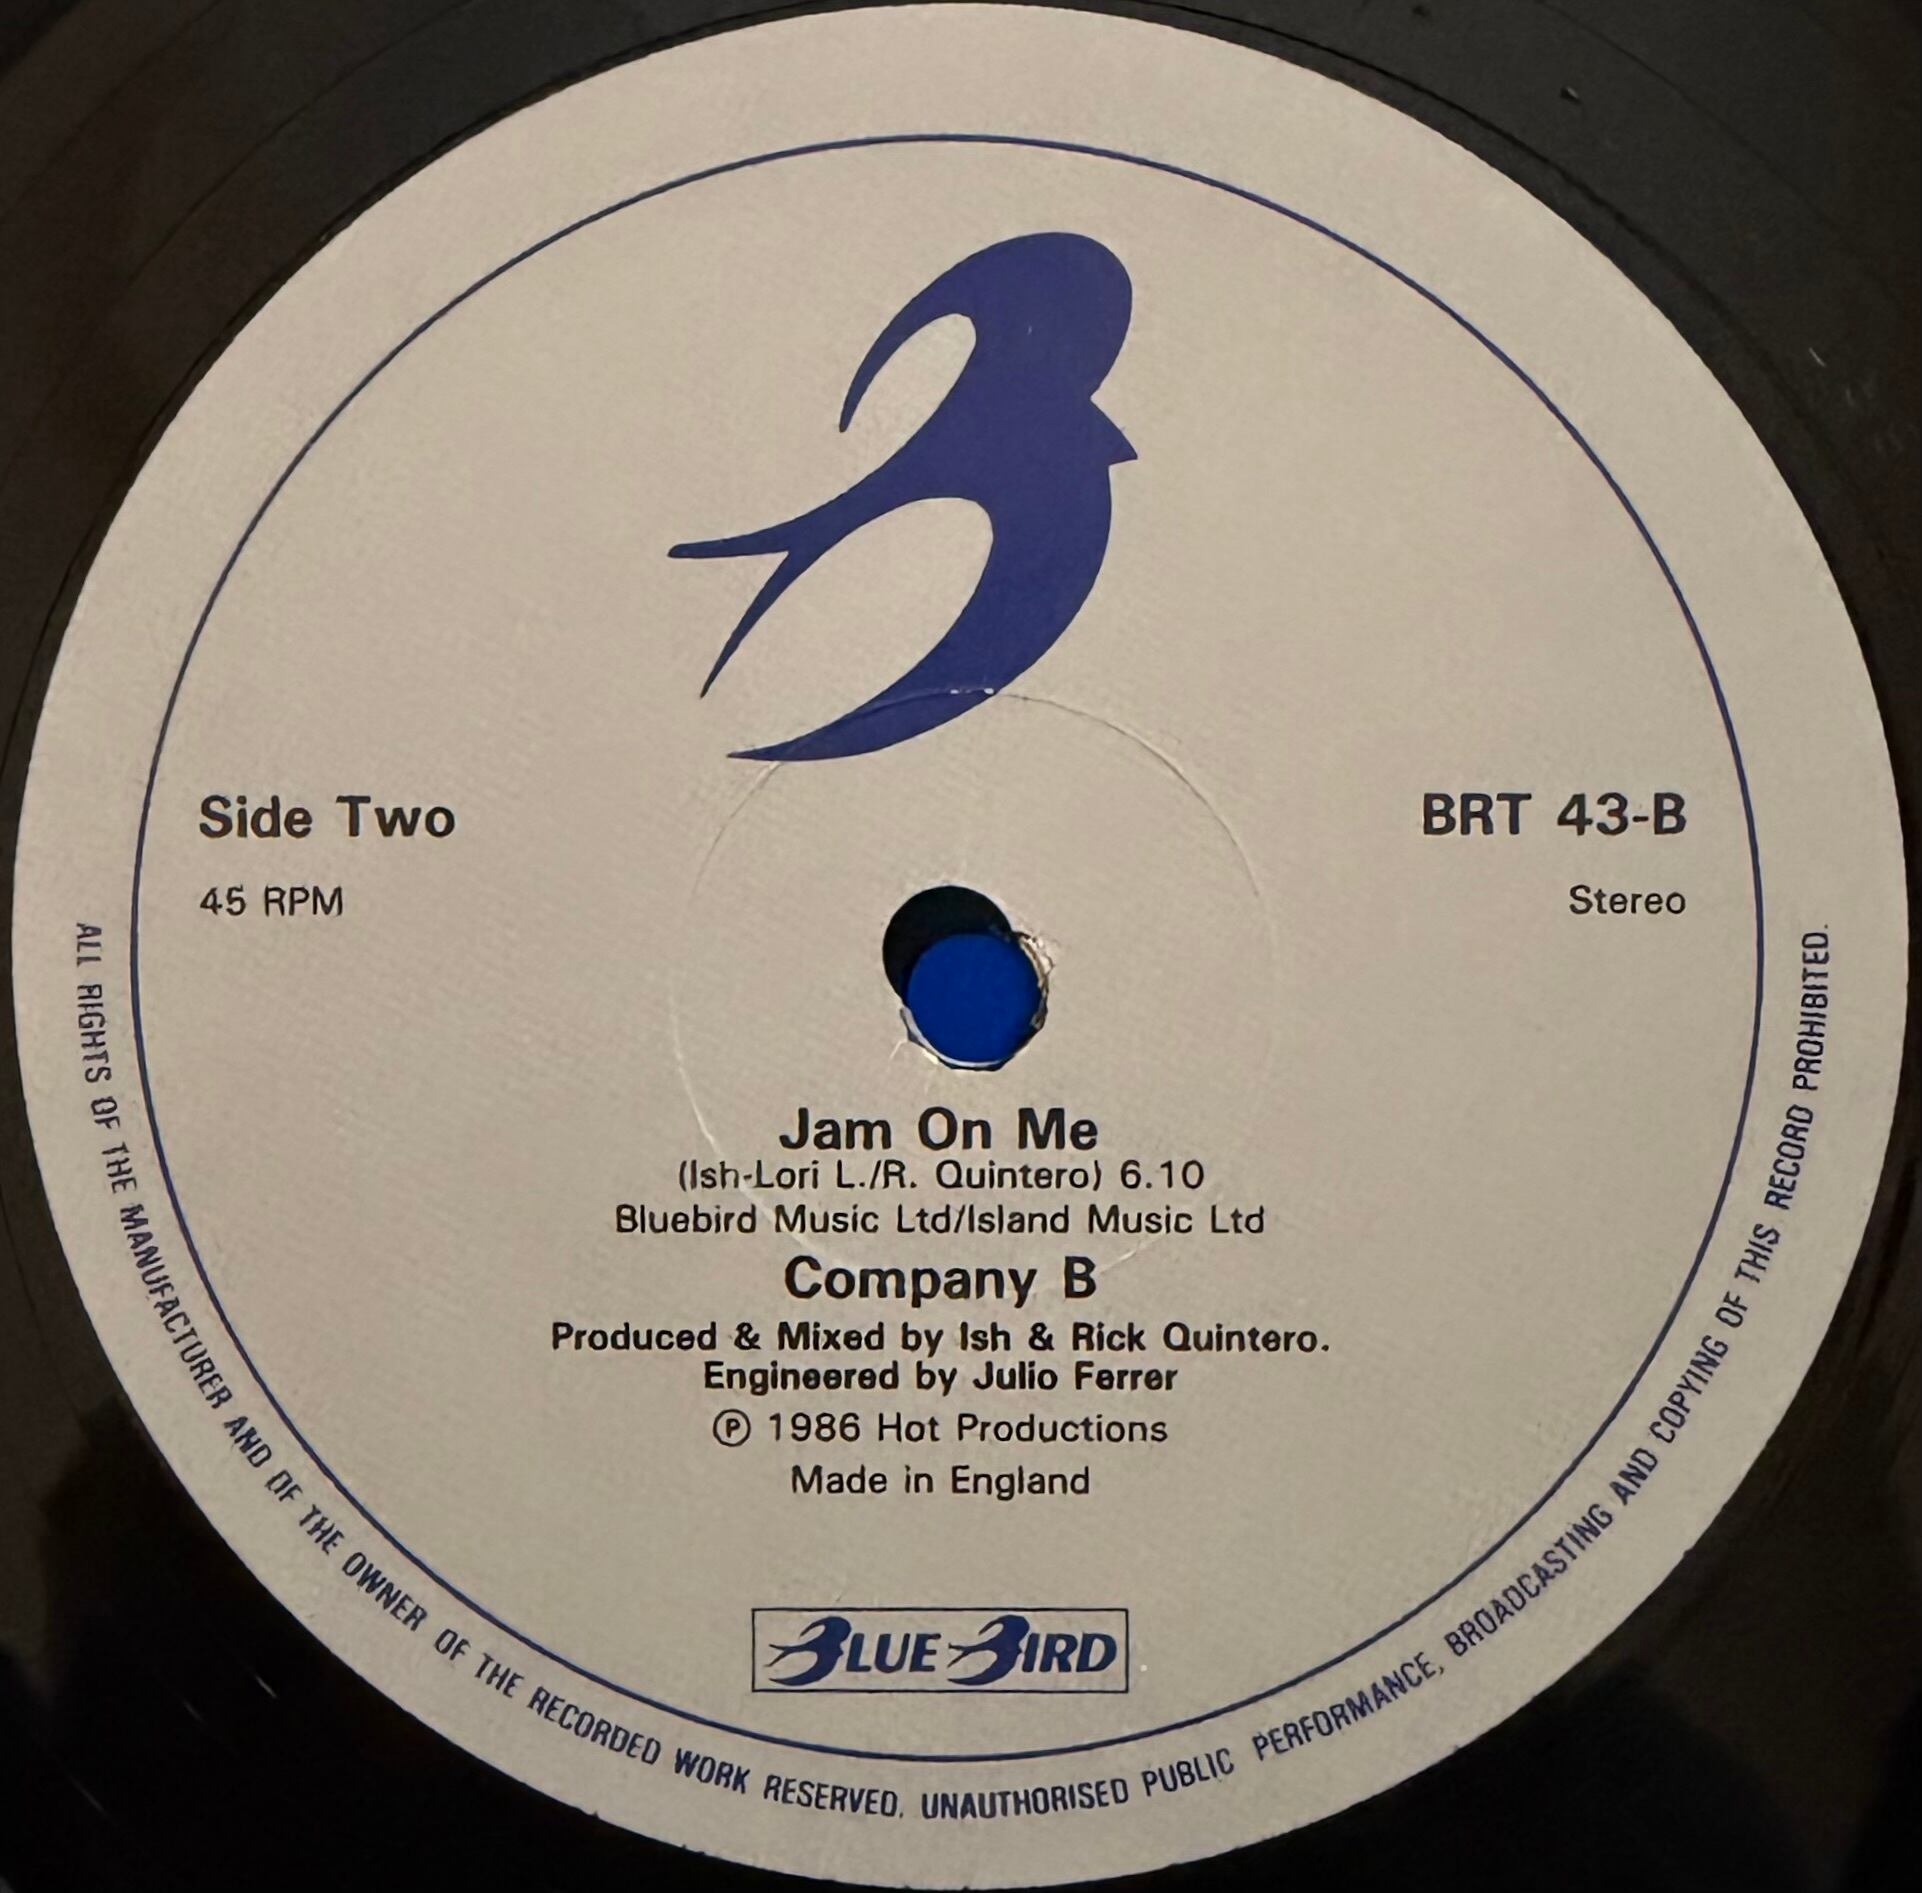 Side Two
BRT 43-B
45 RPM
Stereo
Jam On Me
(Ish-Lori L./R. Quintero) 6.10
Bluebird Music Ltd/Island Music Ltd
Company B
Produced & Mixed by Ish & Rick Quintero.
Engineered by Julio Ferrer
Ⓟ 1986 Hot Productions
Made in England
BLUE BIRD
ALL RIGHTS OF THE MANUFACTURER AND OF THE OWNER OF THE RECORDED WORK RESERVED. UNAUTHORISED PUBLIC PERFORMANCE, BROADCASTING AND COPYING OF THIS RECORD PROHIBITED.